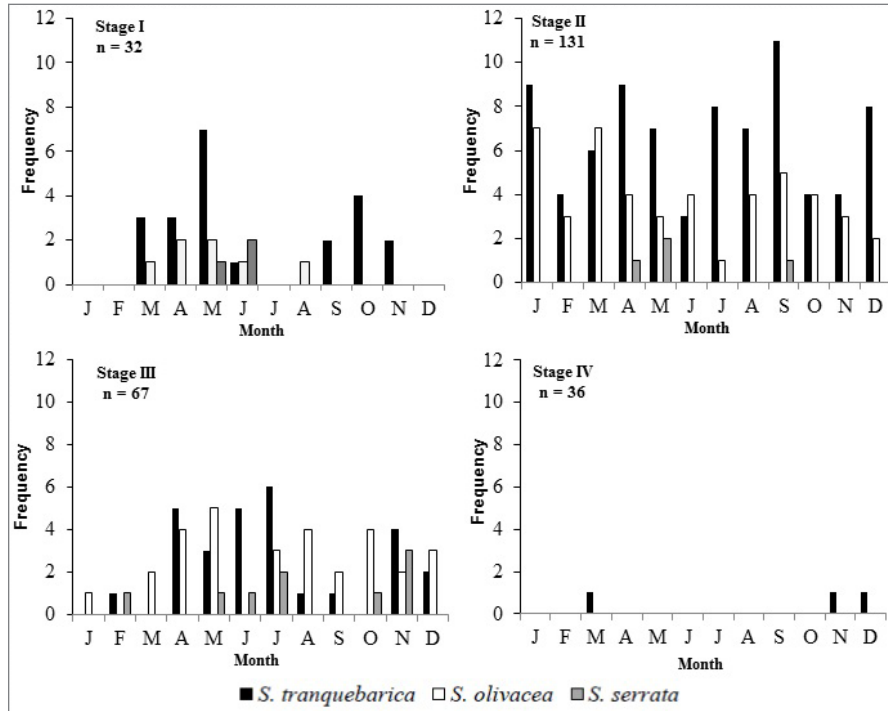 Stage I
n = 32
12
10
8
6
4
2
0
Frequency
J F M A M J J A S O N D
Month
Stage II
n = 131
12
10
8
6
4
2
0
Frequency
J F M A M J J A S O N D
Month
Stage III
n = 67
12
10
8
6
4
2
0
Frequency
J F M A M J J A S O N D
Month
Stage IV
n = 36
12
10
8
6
4
2
0
Frequency
J F M A M J J A S O N D
Month
S. tranquebarica S. olivacea S. serrata